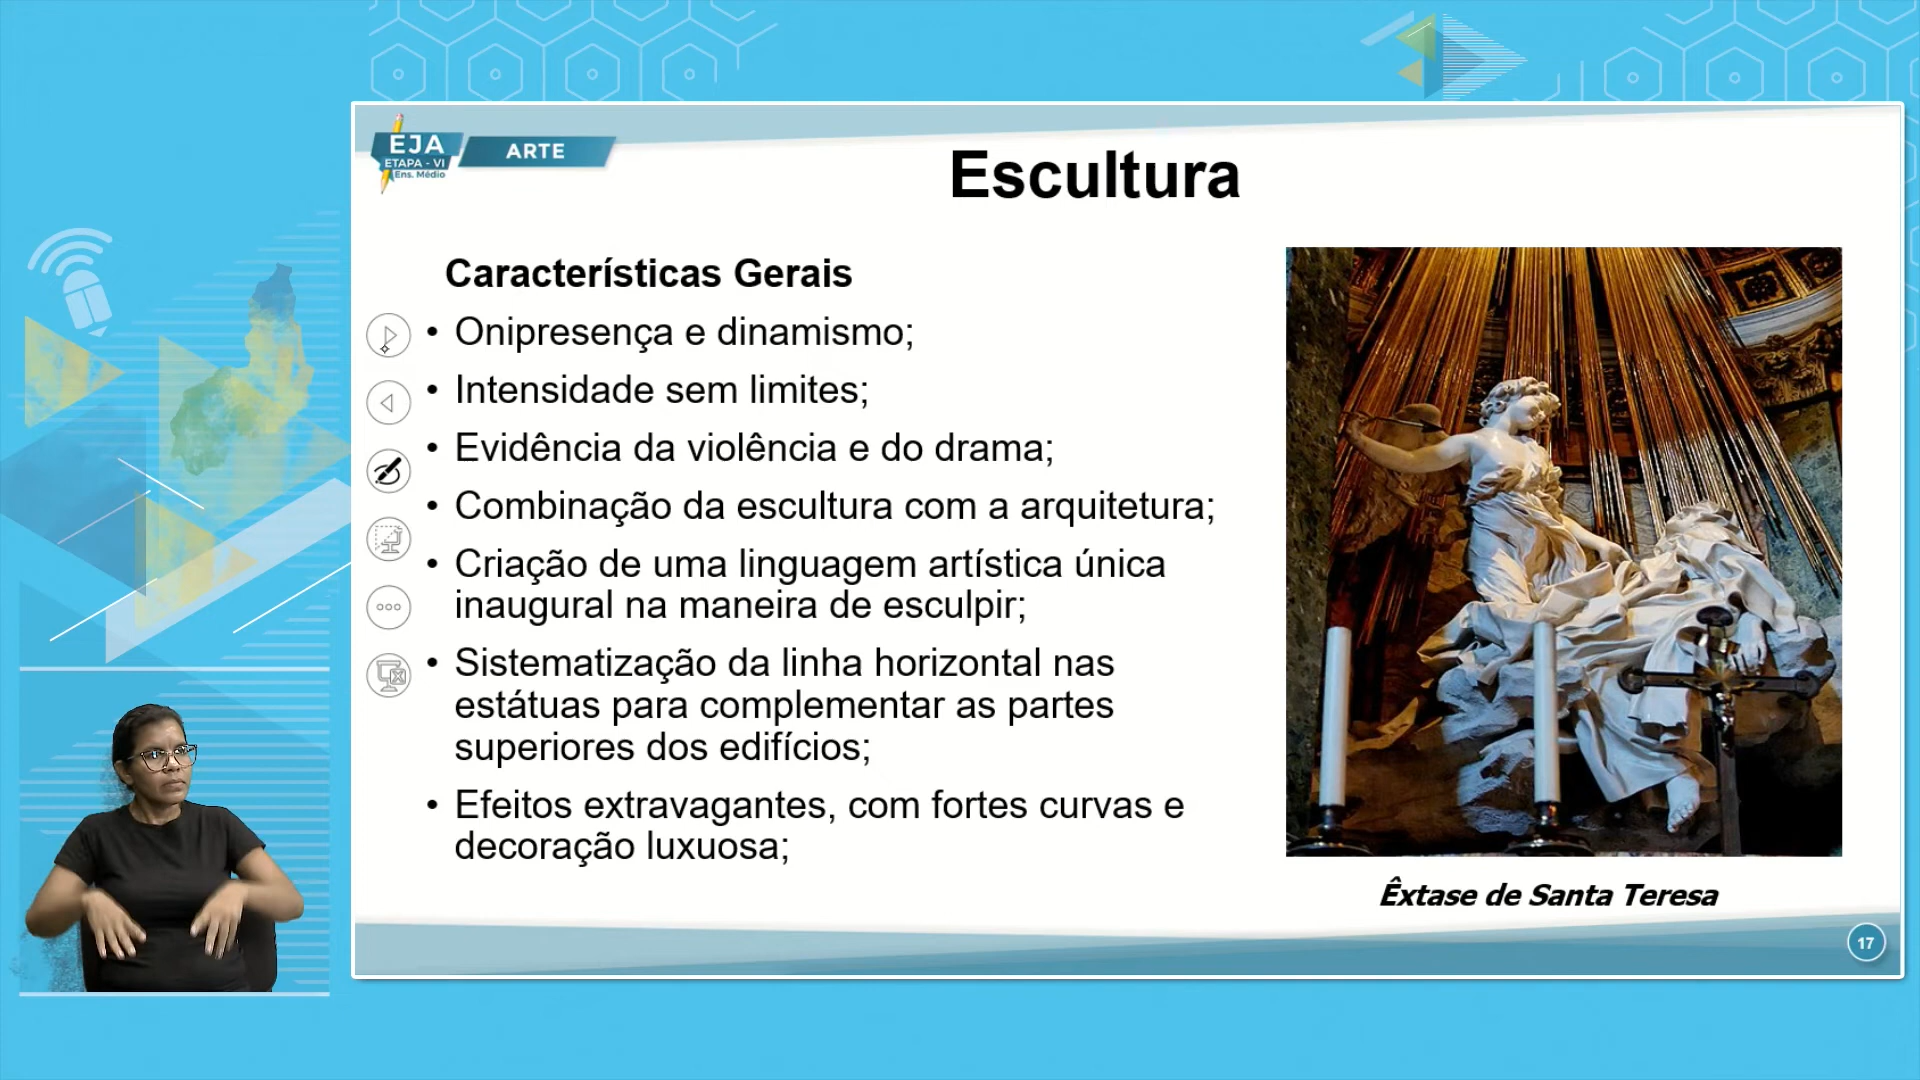 EJA
ETAPA - VI
Ens. Médio
ARTE
Escultura
Características Gerais
• Onipresença e dinamismo;
• Intensidade sem limites;
• Evidência da violência e do drama;
• Combinação da escultura com a arquitetura;
• Criação de uma linguagem artística única
inaugural na maneira de esculpir;
• Sistematização da linha horizontal nas
estátuas para complementar as partes
superiores dos edifícios;
• Efeitos extravagantes, com fortes curvas e
decoração luxuosa;
Êxtase de Santa Teresa
17